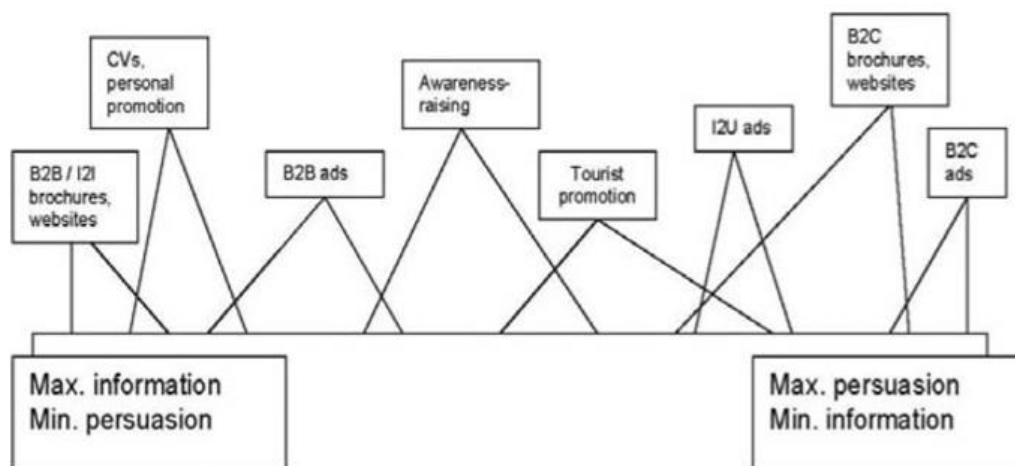 CVs,
personal
promotion
Awareness-
raising
B2C
brochures,
websites
I2U ads
B2B / I2I
brochures,
websites
B2B ads
Tourist
promotion
B2C
ads
Max. information
Min. persuasion
Max. persuasion
Min. information